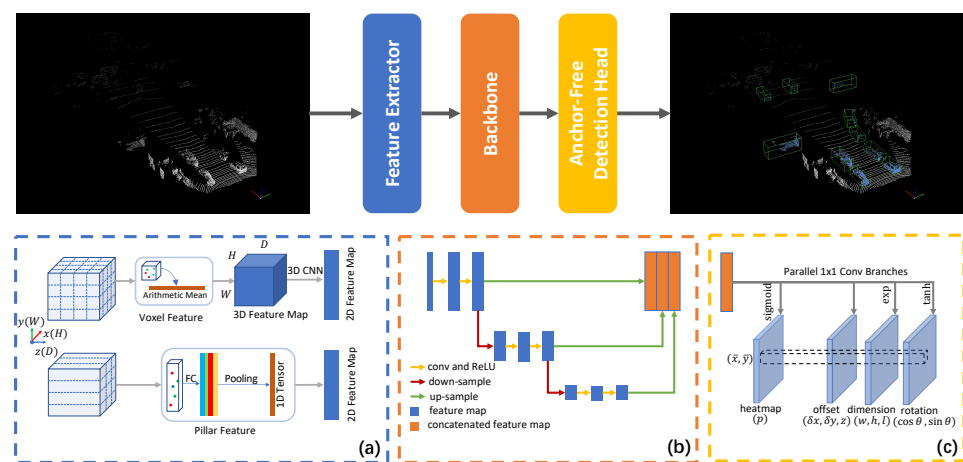 Feature Extractor
Backbone
Anchor-Free
Detection Head
Arithmetic Mean
Voxel Feature
H
D
W
3D Feature Map
3D CNN
2D Feature Map
y(W)
x(H)
z(D)
FC
Pooling
1D Tensor
Pillar Feature
2D Feature Map
(a)
conv and ReLU
down-sample
up-sample
feature map
concatenated feature map
(b)
Parallel 1x1 Conv Branches
sigmoid
exp
tanh
(x̄, ȳ)
heatmap
(p)
offset
(δx, δy, z)
dimension
(w, h, l)
rotation
(cos θ, sin θ)
(c)